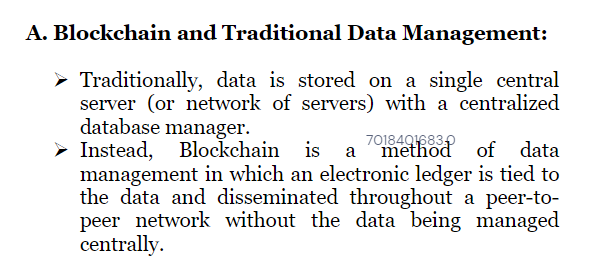 A. Blockchain and Traditional Data Management:
➢ Traditionally, data is stored on a single central
server (or network of servers) with a centralized
database manager.
7018401683.0
➢ Instead, Blockchain is a method of data
management in which an electronic ledger is tied to
the data and disseminated throughout a peer-to-
peer network without the data being managed
centrally.